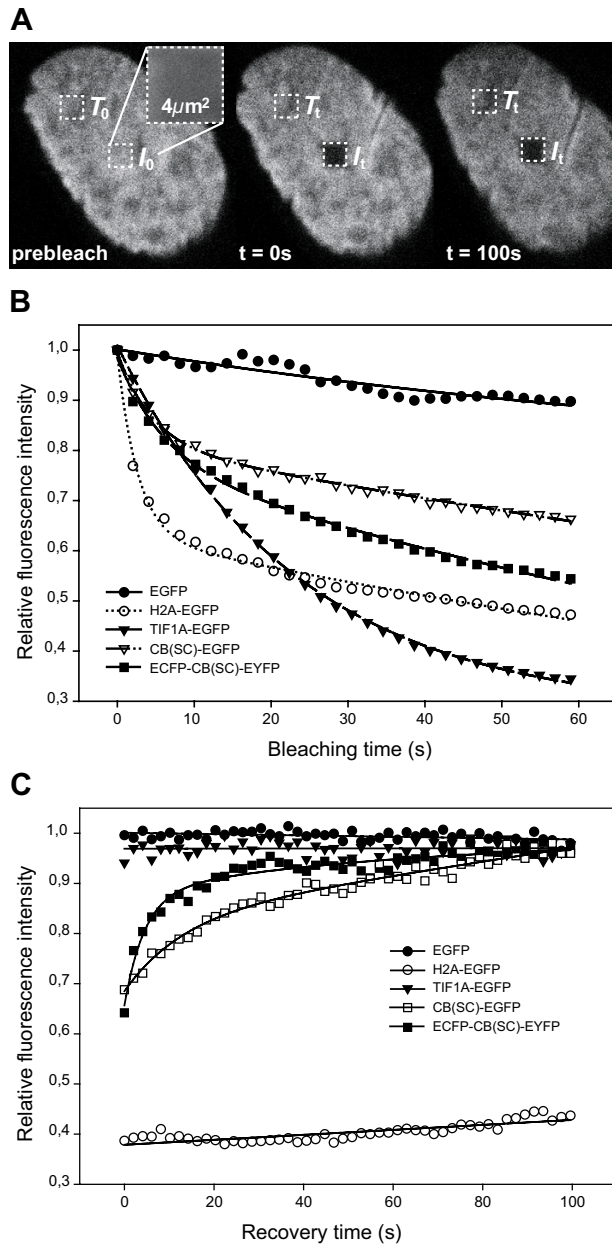 A
T0
4μm²
I0
prebleach
Tt
It
t = 0s
Tt
It
t = 100s
B
Relative fluorescence intensity
1,0
0,9
0,8
0,7
0,6
0,5
0,4
0,3
EGFP
H2A-EGFP
TIF1A-EGFP
CB(SC)-EGFP
ECFP-CB(SC)-EYFP
0 10 20 30 40 50 60
Bleaching time (s)
C
Relative fluorescence intensity
1,0
0,9
0,8
0,7
0,6
0,5
0,4
0,3
EGFP
H2A-EGFP
TIF1A-EGFP
CB(SC)-EGFP
ECFP-CB(SC)-EYFP
0 20 40 60 80 100
Recovery time (s)